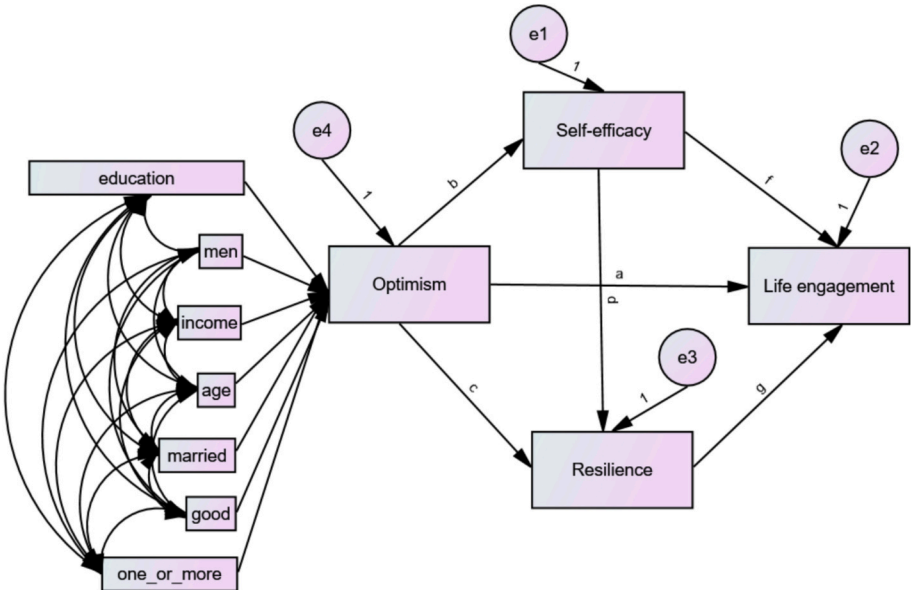 e1
1
Self-efficacy
e4
1
b
f
e2
1
education
men
income
age
married
good
one_or_more
Optimism
a
Life engagement
d
c
e3
1
g
Resilience